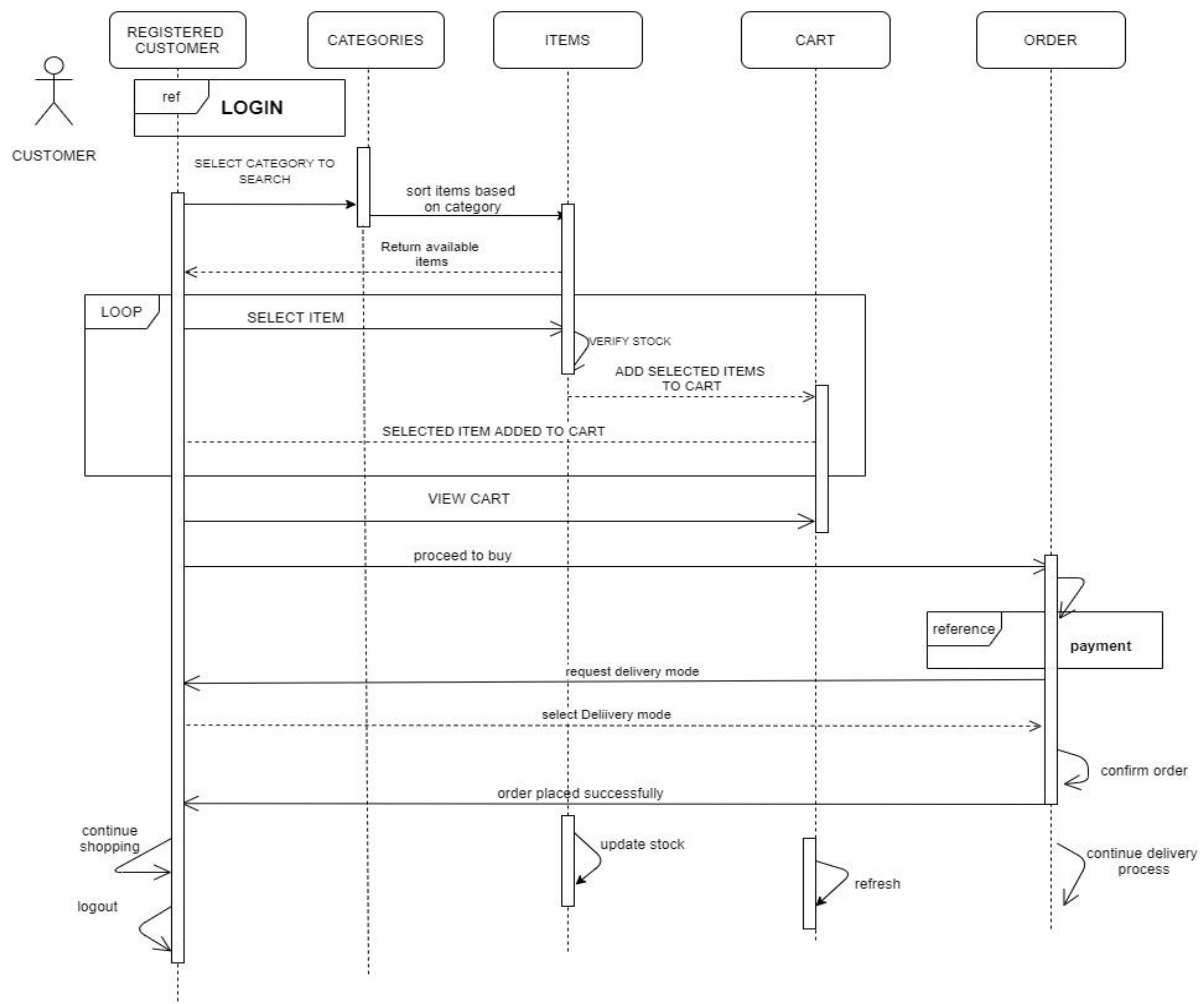 REGISTERED
CUSTOMER
CATEGORIES
ITEMS
CART
ORDER
ref
LOGIN
CUSTOMER
SELECT CATEGORY TO
SEARCH
sort items based
on category
Return available
items
LOOP
SELECT ITEM
VERIFY STOCK
ADD SELECTED ITEMS
TO CART
SELECTED ITEM ADDED TO CART
VIEW CART
proceed to buy
reference
payment
request delivery mode
select Deliivery mode
confirm order
order placed successfully
continue
shopping
update stock
continue delivery
process
refresh
logout